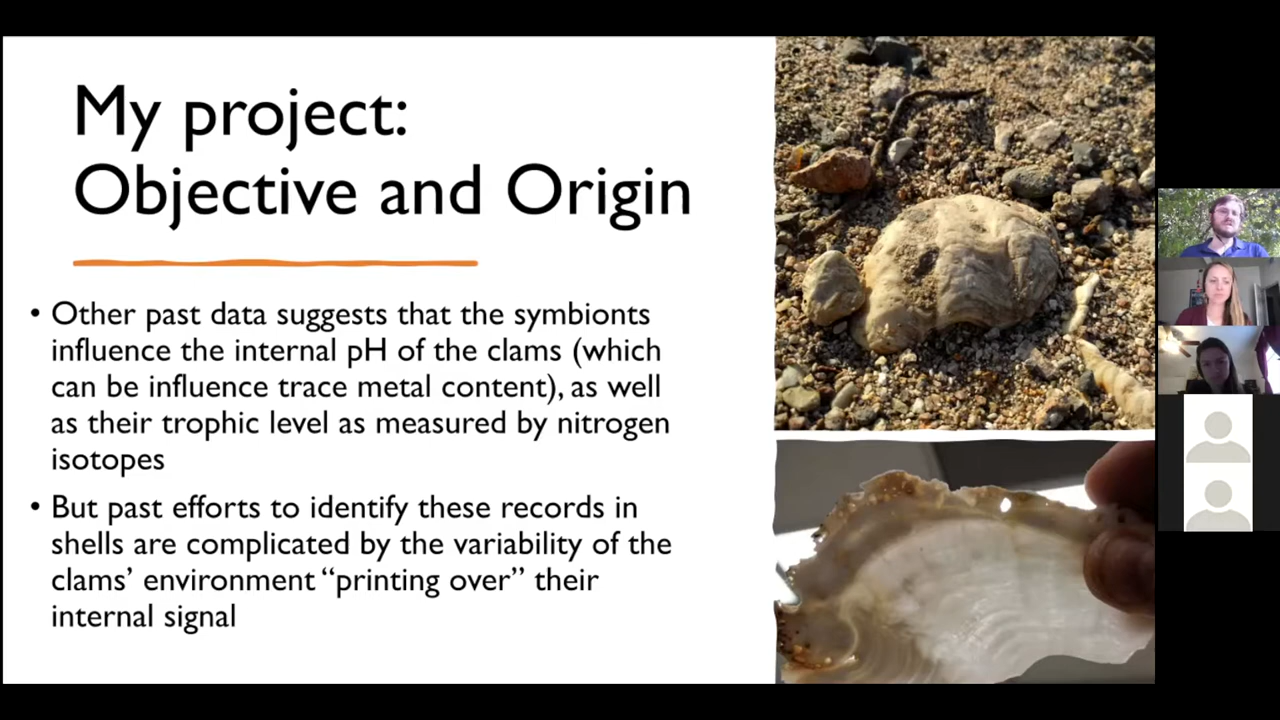 My project:
Objective and Origin
• Other past data suggests that the symbionts
influence the internal pH of the clams (which
can be influence trace metal content), as well
as their trophic level as measured by nitrogen
isotopes
• But past efforts to identify these records in
shells are complicated by the variability of the
clams’ environment “printing over” their
internal signal